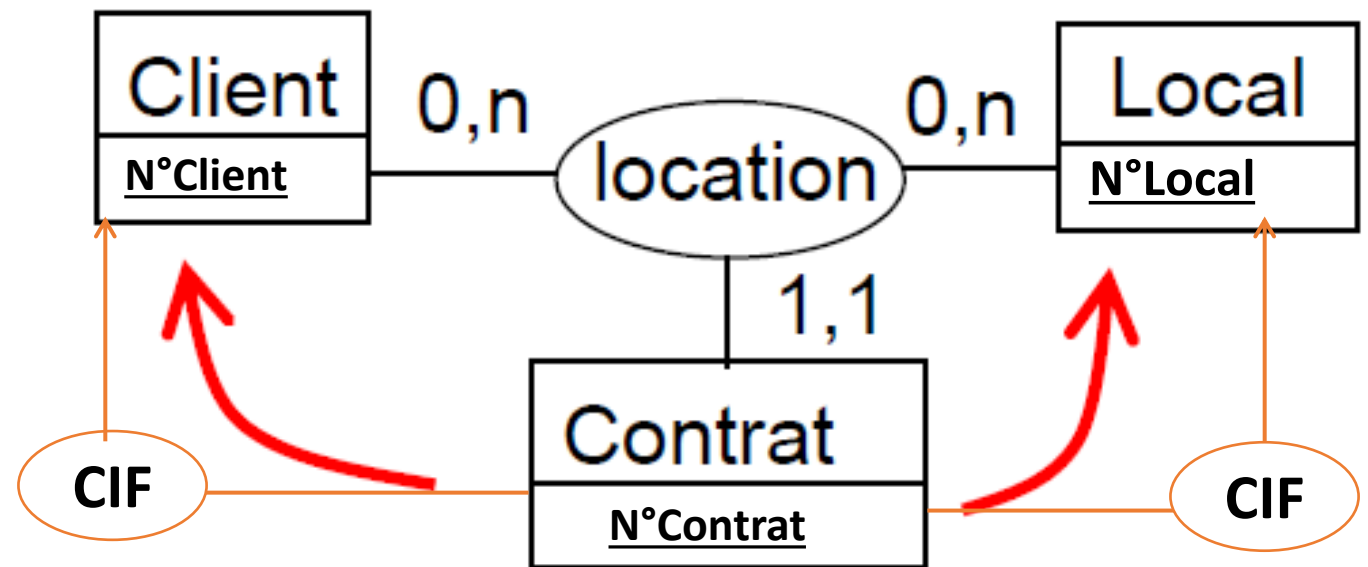 Client
N°Client
0,n
location
0,n
Local
N°Local
1,1
Contrat
N°Contrat
CIF
CIF